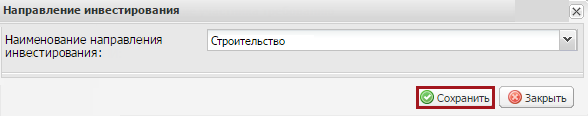 Направление инвестирования
Наименование направления
инвестирования:
Строительство
Сохранить
Закрыть